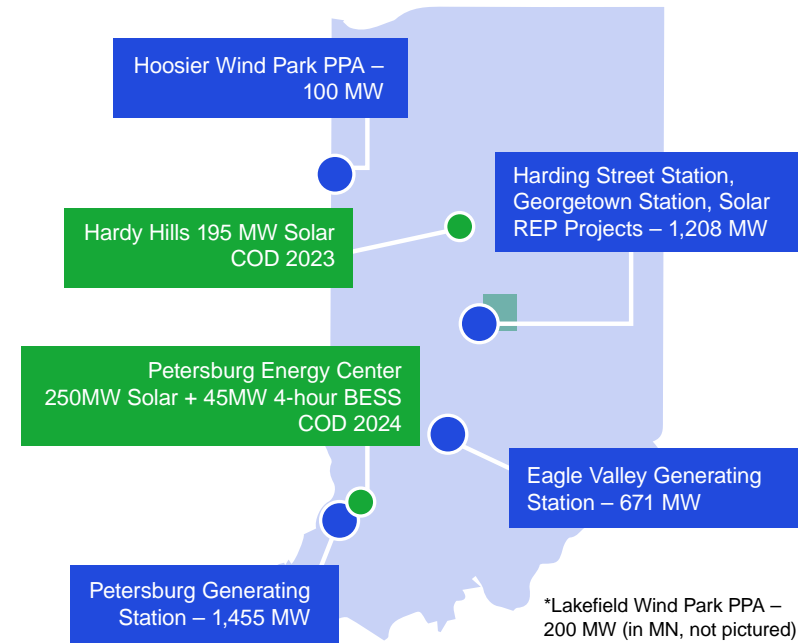 Hoosier Wind Park PPA –
100 MW
Harding Street Station,
Georgetown Station, Solar
REP Projects – 1,208 MW
Hardy Hills 195 MW Solar
COD 2023
Petersburg Energy Center
250MW Solar + 45MW 4-hour BESS
COD 2024
Eagle Valley Generating
Station – 671 MW
Petersburg Generating
Station – 1,455 MW
*Lakefield Wind Park PPA –
200 MW (in MN, not pictured)